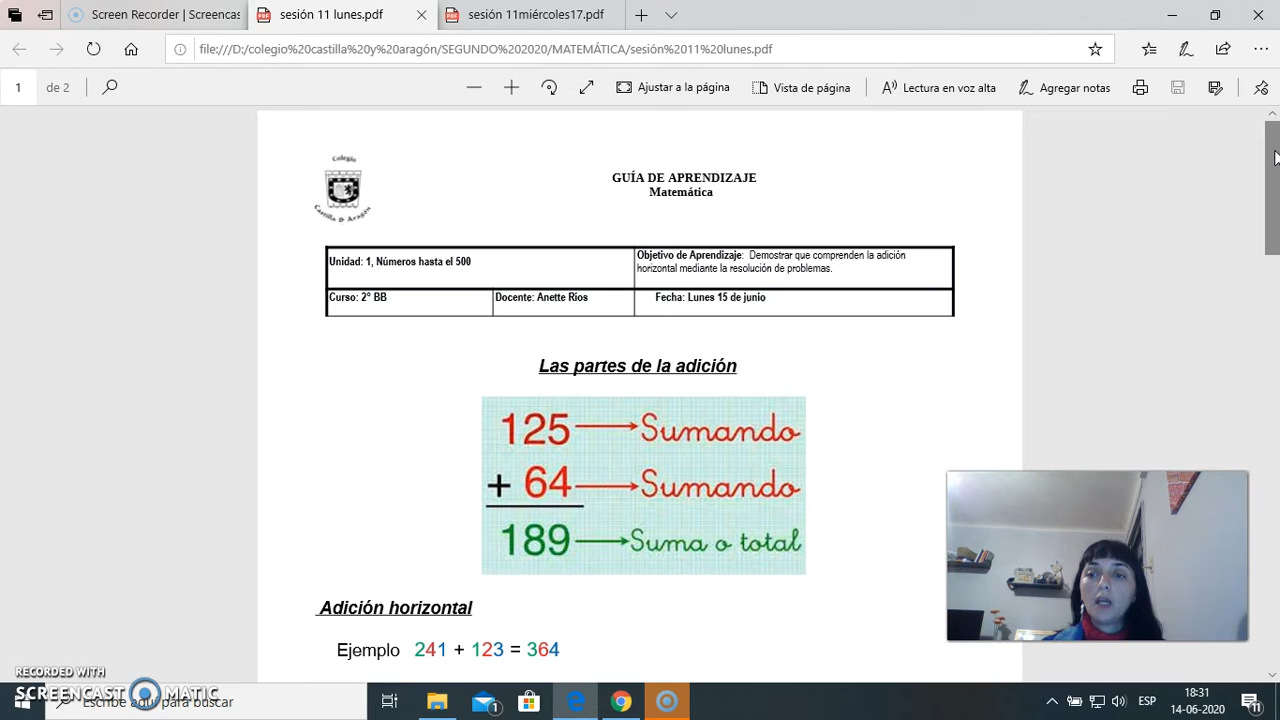 Screen Recorder | Screencast
sesión 11 lunes.pdf
sesión 11miércoles17.pdf
file:///D:/colegio%20castilla%20y%20aragón/SEGUNDO%202020/MATEMÁTICA/sesión%2011%20lunes.pdf
1 de 2
Ajustar a la página
Vista de página
Lectura en voz alta
Agregar notas
Colegio
Castilla & Aragón
GUÍA DE APRENDIZAJE
Matemática
Unidad: 1, Números hasta el 500
Objetivo de Aprendizaje: Demostrar que comprenden la adición
horizontal mediante la resolución de problemas.
Curso: 2° BB
Docente: Anette Ríos
Fecha: Lunes 15 de junio
Las partes de la adición
125 Sumando
+ 64 Sumando
189 Suma o total
Adición horizontal
Ejemplo 241 + 123 = 364
RECORDED WITH
SCREENCAST MATIC
Escribe aquí para buscar
1
ESP
18:31
14-06-2020
11